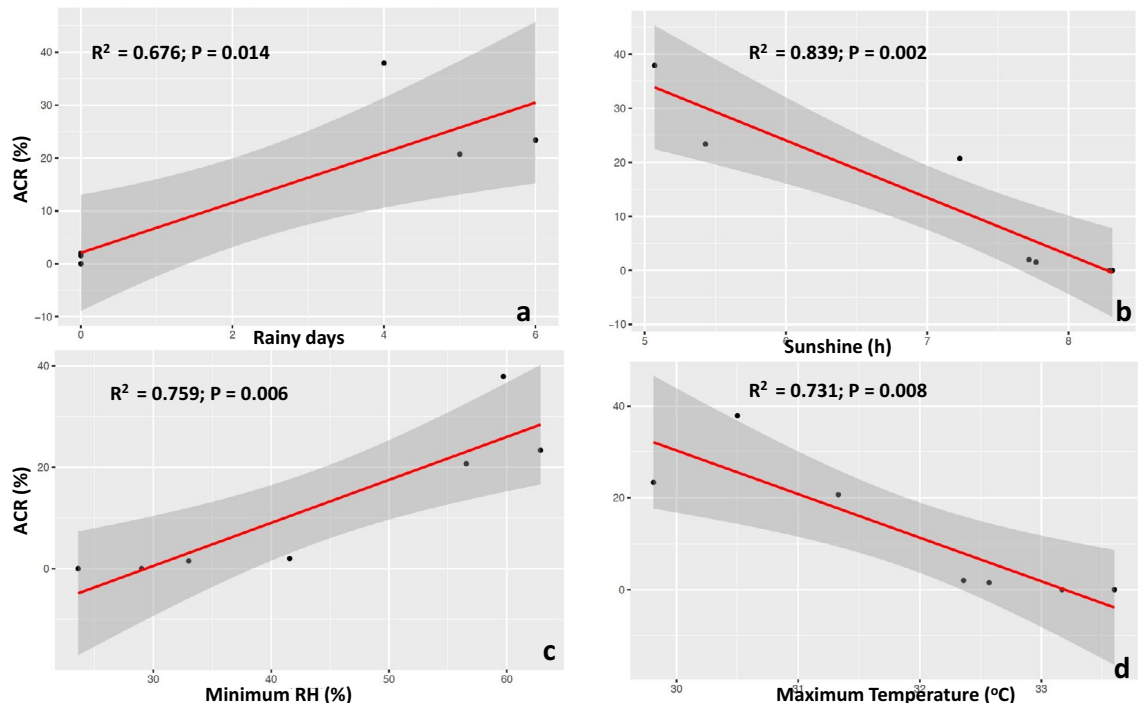 R² = 0.676; P = 0.014
ACR (%)
40
30
20
10
0
−10
0
2
4
6
Rainy days
a
R² = 0.839; P = 0.002
40
30
20
10
0
−10
5
6
7
8
Sunshine (h)
b
R² = 0.759; P = 0.006
ACR (%)
40
20
0
30
40
50
60
Minimum RH (%)
c
R² = 0.731; P = 0.008
40
20
0
30
31
32
33
Maximum Temperature (ºC)
d